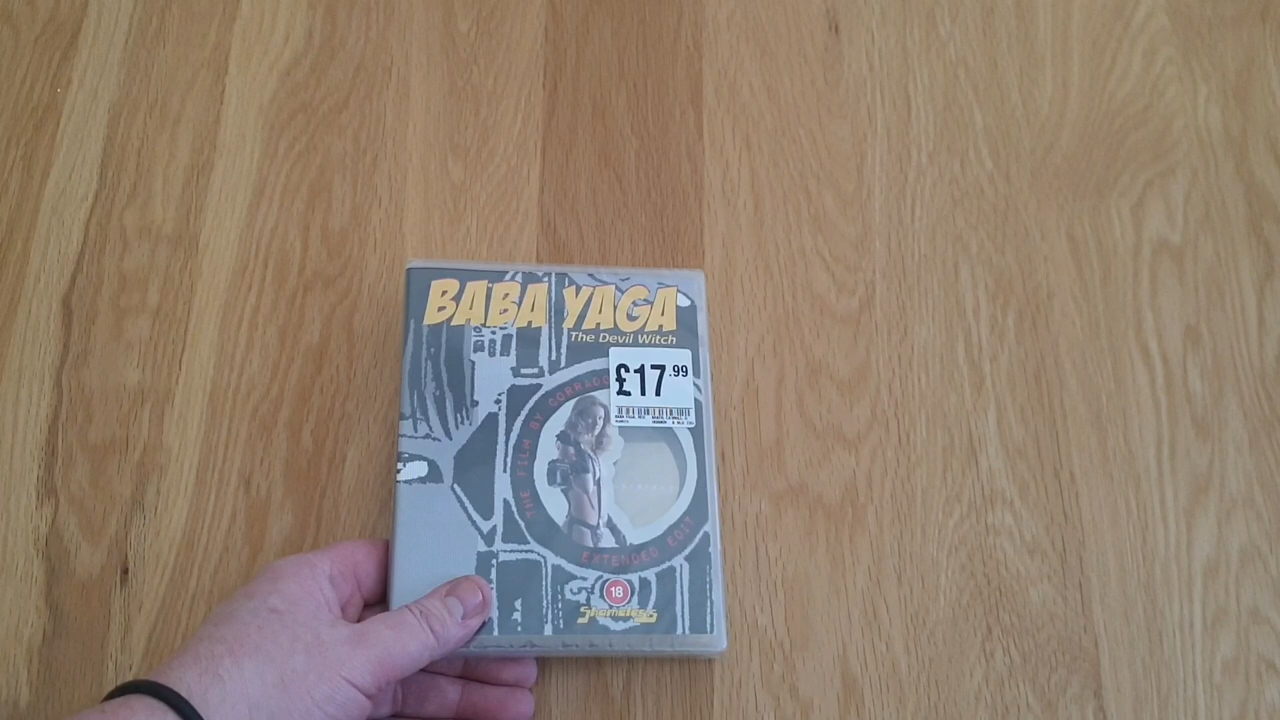 BABA YAGA
The Devil Witch
£17.99
THE FILM BY CORRADO
EXTENDED EDIT
18
Shameless